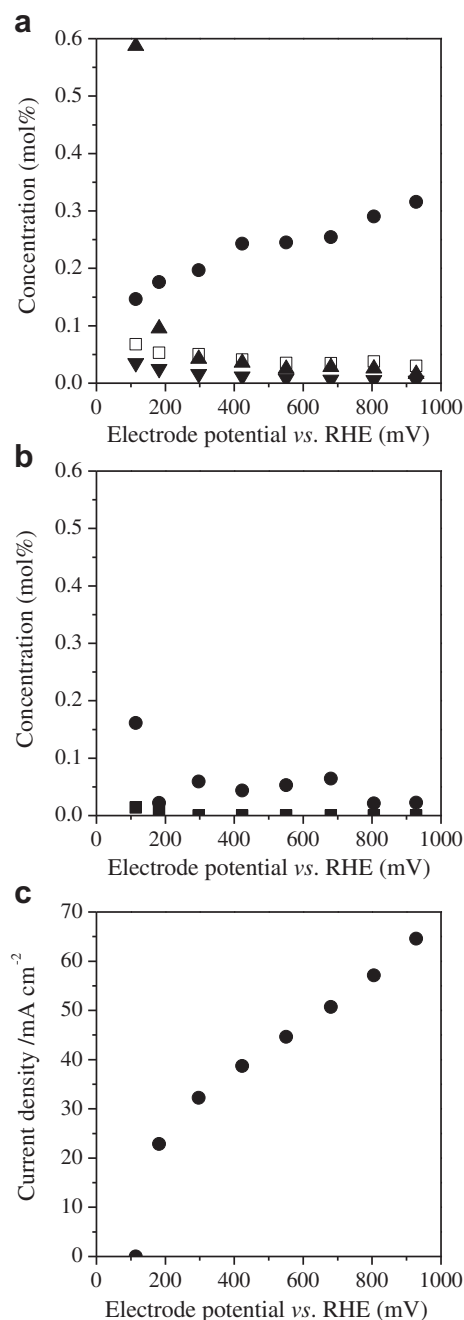 a
0.6
0.5
0.4
0.3
0.2
0.1
0.0
Concentration (mol%)
0 200 400 600 800 1000
Electrode potential vs. RHE (mV)
b
0.6
0.5
0.4
0.3
0.2
0.1
0.0
Concentration (mol%)
0 200 400 600 800 1000
Electrode potential vs. RHE (mV)
c
70
60
50
40
30
20
10
0
Current density /mA cm⁻²
0 200 400 600 800 1000
Electrode potential vs. RHE (mV)